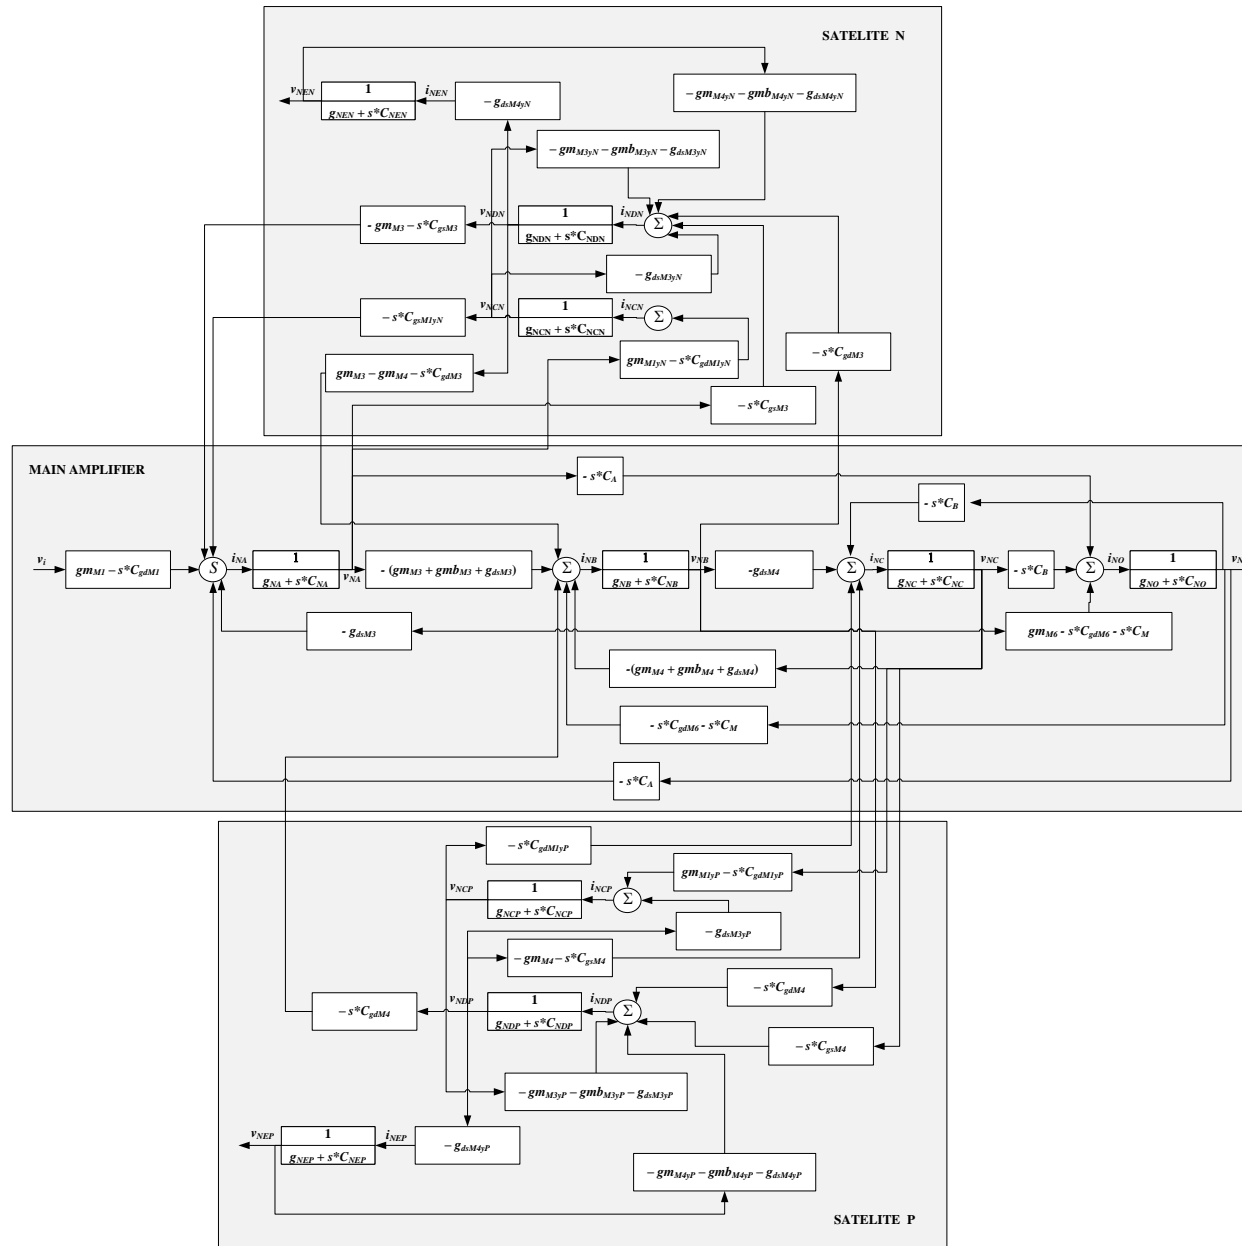 SATELITE N
v_NEN
1
g_NEN + s*C_NEN
i_NEN
– g_dsM4yN
– gm_M4yN – gmb_M4yN – g_dsM4yN
– gm_M3yN – gmb_M3yN – g_dsM3yN
- gm_M3 – s*C_gsM3
v_NDN
1
g_NDN + s*C_NDN
i_NDN
Σ
– g_dsM3yN
– s*C_gsM1yN
v_NCN
1
g_NCN + s*C_NCN
i_NCN
Σ
gm_M3 – gm_M4 – s*C_gdM3
gm_M1yN – s*C_gdM1yN
– s*C_gdM3
– s*C_gsM3
MAIN AMPLIFIER
- s*C_A
- s*C_B
v_i
gm_M1 – s*C_gdM1
S
i_NA
1
g_NA + s*C_NA
v_NA
- (gm_M3 + gmb_M3 + g_dsM3)
Σ
i_NB
1
g_NB + s*C_NB
v_NB
-g_dsM4
Σ
i_NC
1
g_NC + s*C_NC
v_NC
- s*C_B
Σ
i_NO
1
g_NO + s*C_NO
- g_dsM3
gm_M6 - s*C_gdM6 - s*C_M
-(gm_M4 + gmb_M4 + g_dsM4)
- s*C_gdM6 - s*C_M
- s*C_A
– s*C_gdM1yP
gm_M1yP – s*C_gdM1yP
v_NCP
1
g_NCP + s*C_NCP
i_NCP
Σ
– g_dsM3yP
– gm_M4 – s*C_gsM4
– s*C_gdM4
– s*C_gdM4
v_NDP
1
g_NDP + s*C_NDP
i_NDP
Σ
– s*C_gsM4
– gm_M3yP – gmb_M3yP – g_dsM3yP
v_NEP
1
g_NEP + s*C_NEP
i_NEP
– g_dsM4yP
– gm_M4yP – gmb_M4yP – g_dsM4yP
SATELITE P